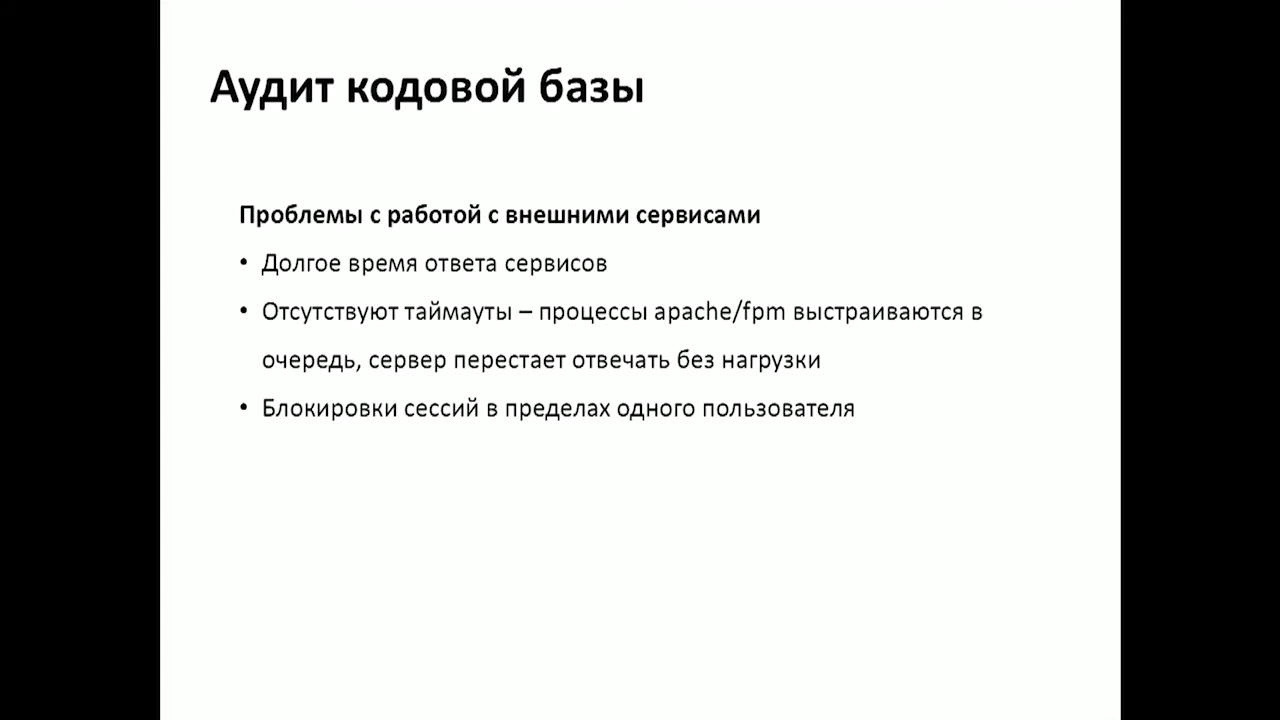 Аудит кодовой базы
Проблемы с работой с внешними сервисами
• Долгое время ответа сервисов
• Отсутствуют таймауты – процессы apache/fpm выстраиваются в
очередь, сервер перестает отвечать без нагрузки
• Блокировки сессий в пределах одного пользователя